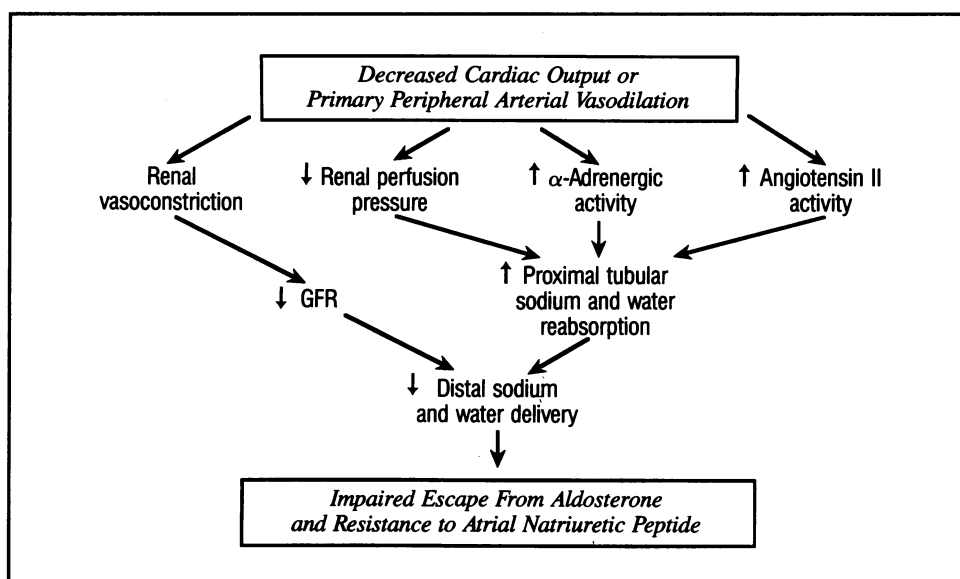 Decreased Cardiac Output or
Primary Peripheral Arterial Vasodilation
Renal
vasoconstriction
↓ Renal perfusion
pressure
↑ α-Adrenergic
activity
↑ Angiotensin II
activity
↑ Proximal tubular
sodium and water
reabsorption
↓ GFR
↓ Distal sodium
and water delivery
Impaired Escape From Aldosterone
and Resistance to Atrial Natriuretic Peptide